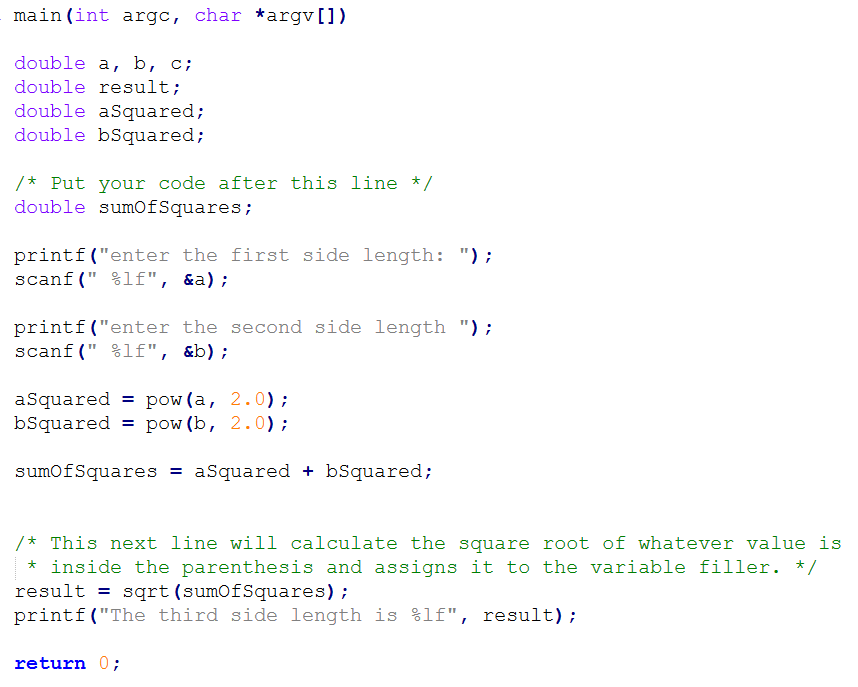 main(int argc, char *argv[])
double a, b, c;
double result;
double aSquared;
double bSquared;
/* Put your code after this line */
double sumOfSquares;
printf("enter the first side length: ");
scanf(" %lf", &a);
printf("enter the second side length ");
scanf(" %lf", &b);
aSquared = pow(a, 2.0);
bSquared = pow(b, 2.0);
sumOfSquares = aSquared + bSquared;
/* This next line will calculate the square root of whatever value is
* inside the parenthesis and assigns it to the variable filler. */
result = sqrt(sumOfSquares);
printf("The third side length is %lf", result);
return 0;